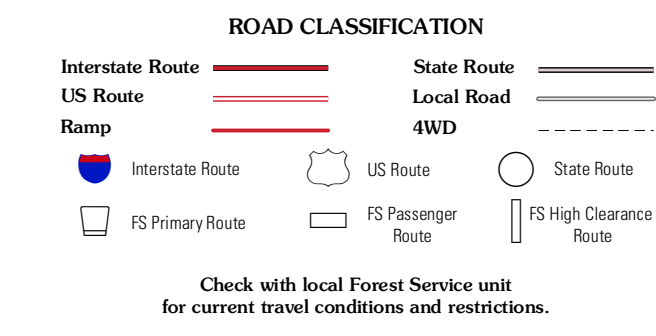 ROAD CLASSIFICATION
Interstate Route
State Route
US Route
Local Road
Ramp
4WD
Interstate Route
US Route
State Route
FS Primary Route
FS Passenger
Route
FS High Clearance
Route
Check with local Forest Service unit
for current travel conditions and restrictions.